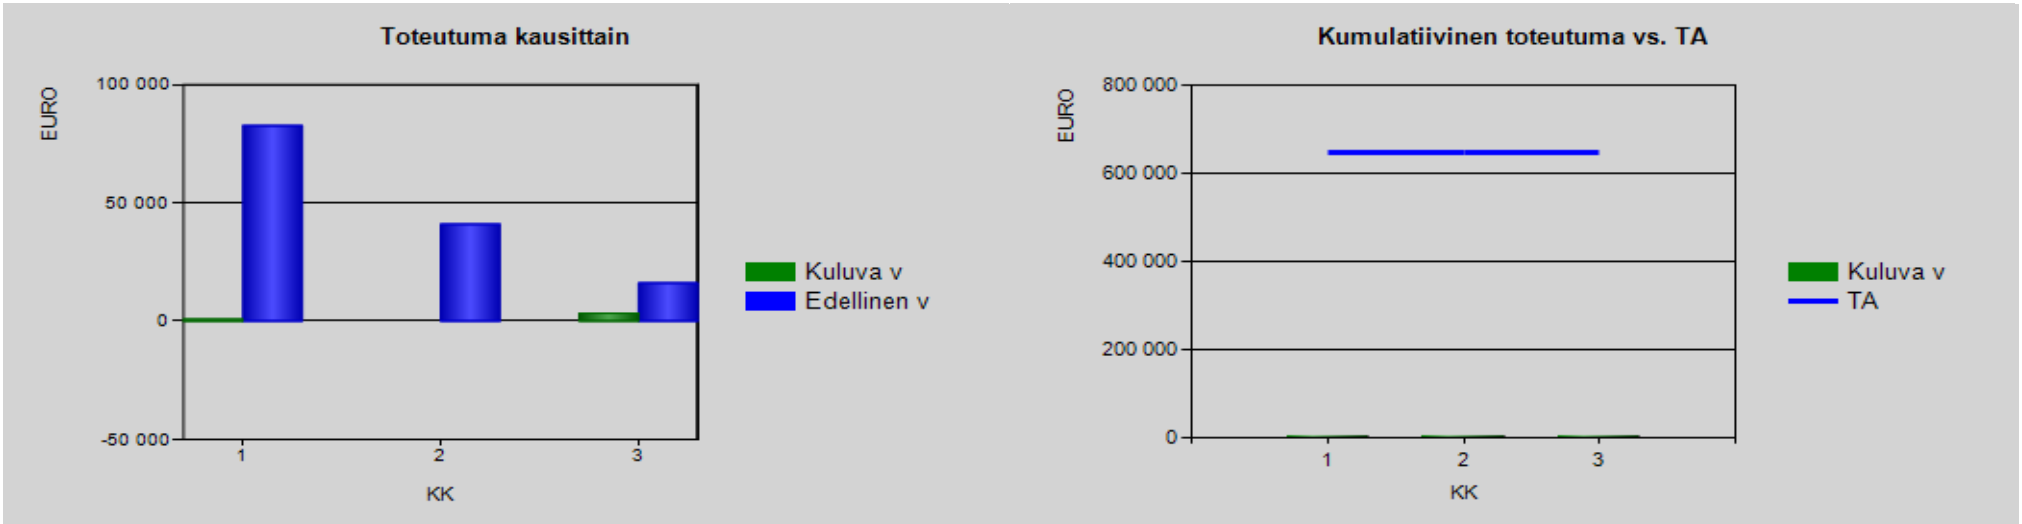 Toteutuma kausittain
EURO
100 000
50 000
0
-50 000
1
2
3
KK
Kuluva v
Edellinen v
Kumulatiivinen toteutuma vs. TA
EURO
800 000
600 000
400 000
200 000
0
1
2
3
KK
Kuluva v
TA